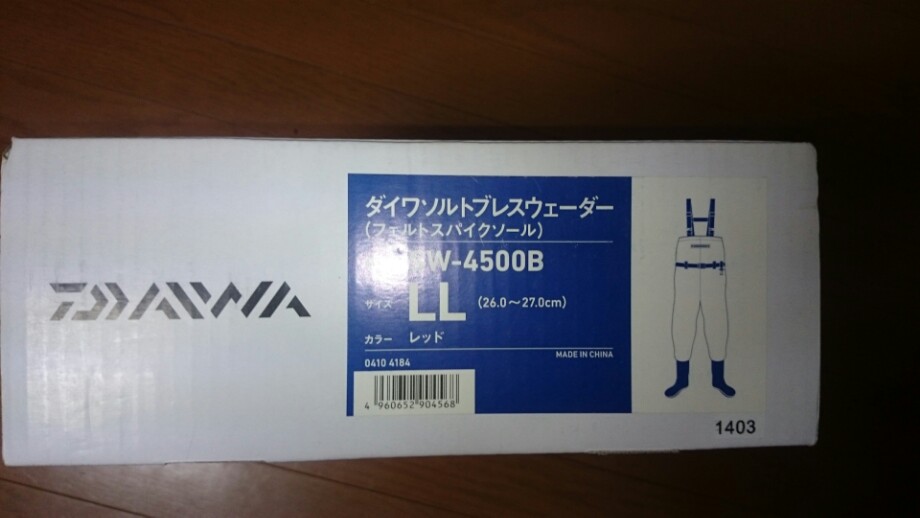 DAIWA
ダイワソルトブレスウェーダー
(フェルトスパイクソール)
W-4500B
サイズ LL (26.0〜27.0cm)
カラー レッド
MADE IN CHINA
0410 4184
4 960652 904568
1403